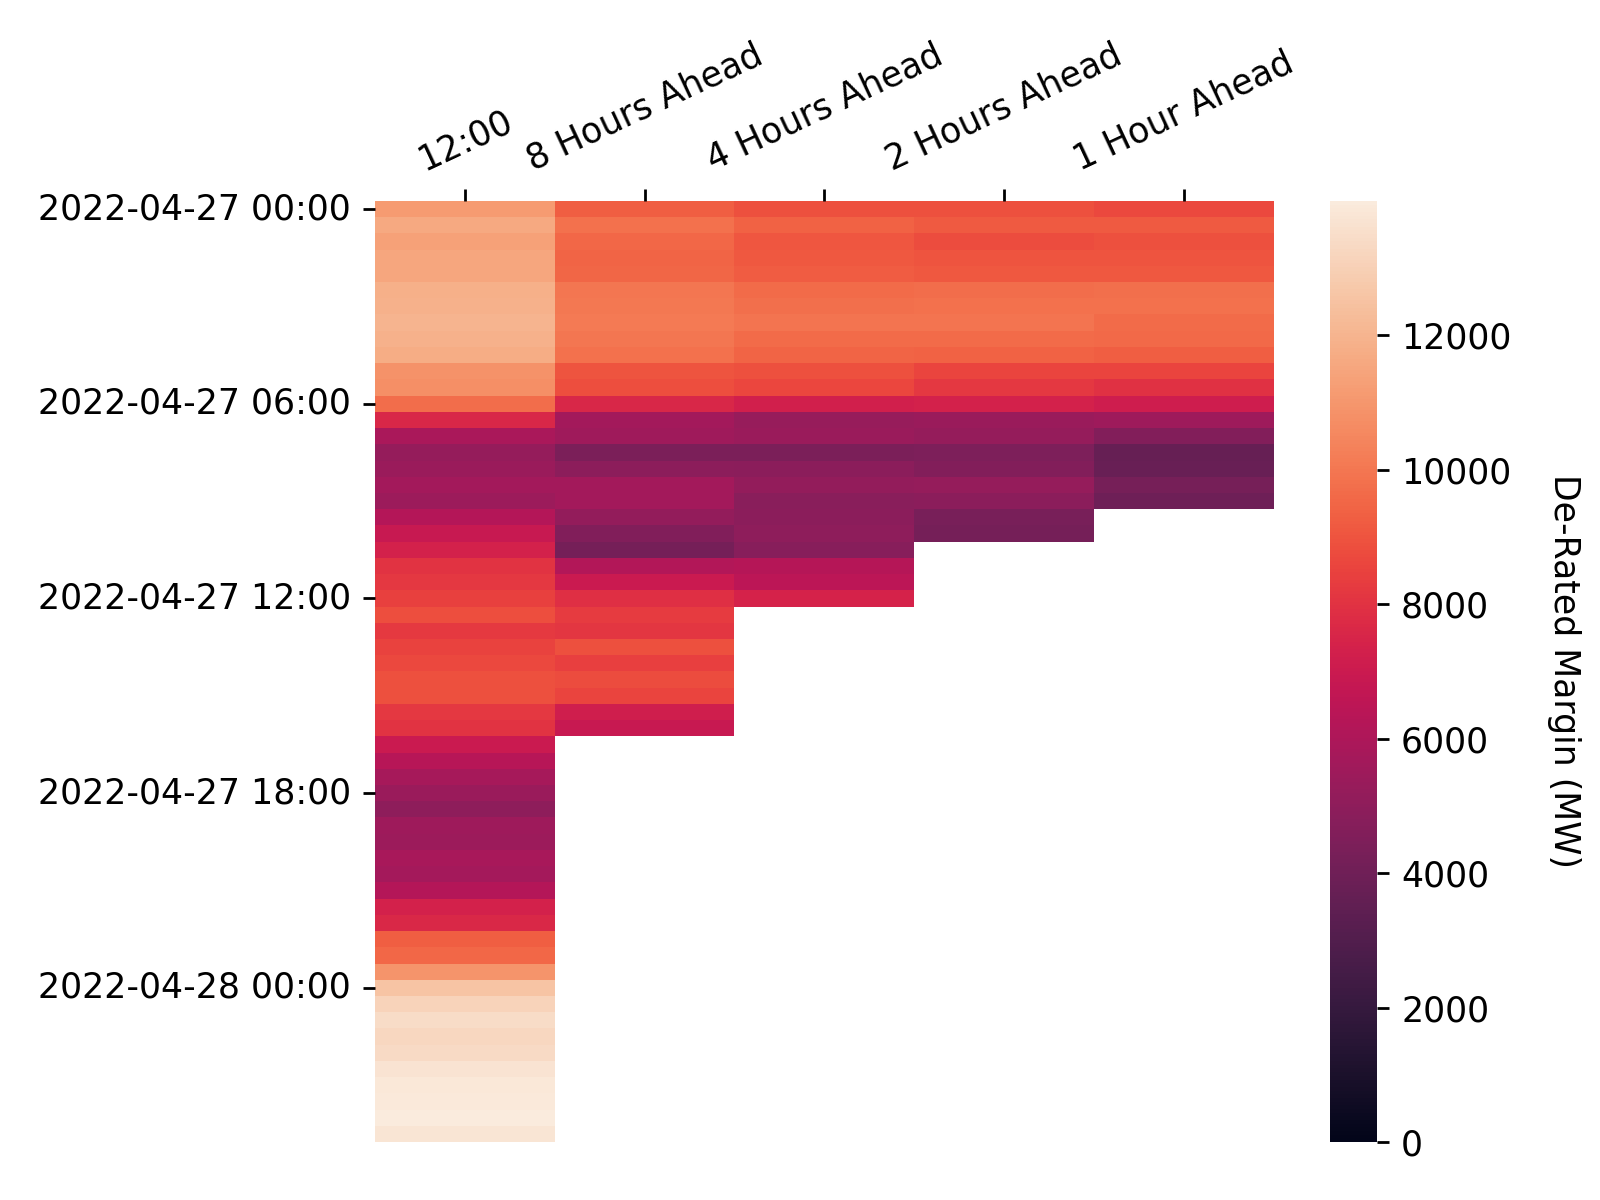 12:00
8 Hours Ahead
4 Hours Ahead
2 Hours Ahead
1 Hour Ahead
2022-04-27 00:00
2022-04-27 06:00
2022-04-27 12:00
2022-04-27 18:00
2022-04-28 00:00
12000
10000
8000
6000
4000
2000
0
De-Rated Margin (MW)